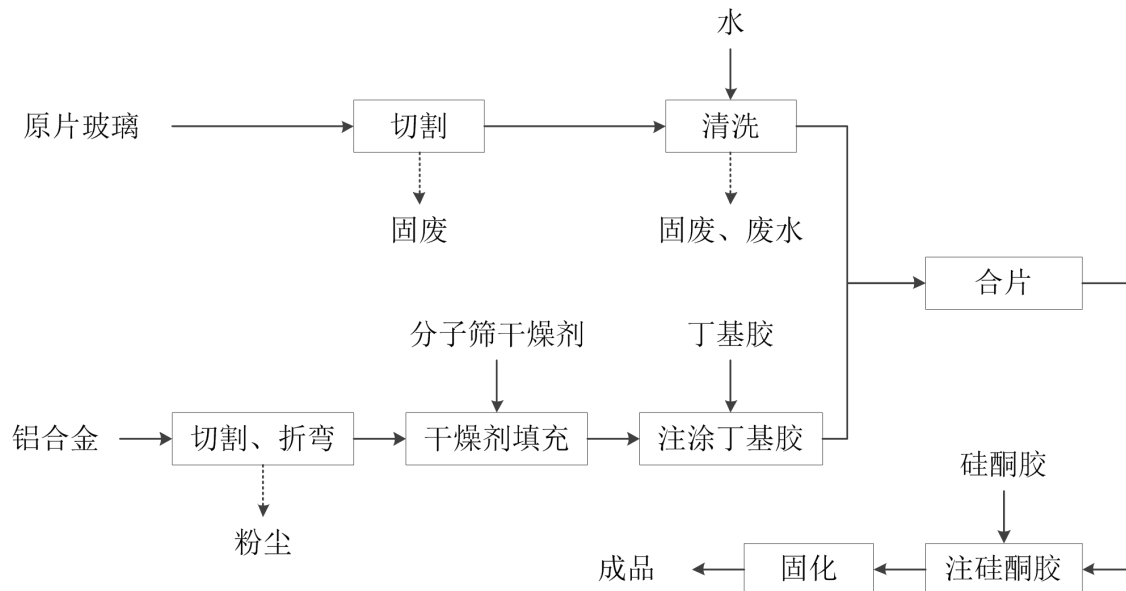 水
原片玻璃
切割
清洗
固废
固废、废水
合片
分子筛干燥剂
丁基胶
铝合金
切割、折弯
干燥剂填充
注涂丁基胶
硅酮胶
粉尘
成品
固化
注硅酮胶